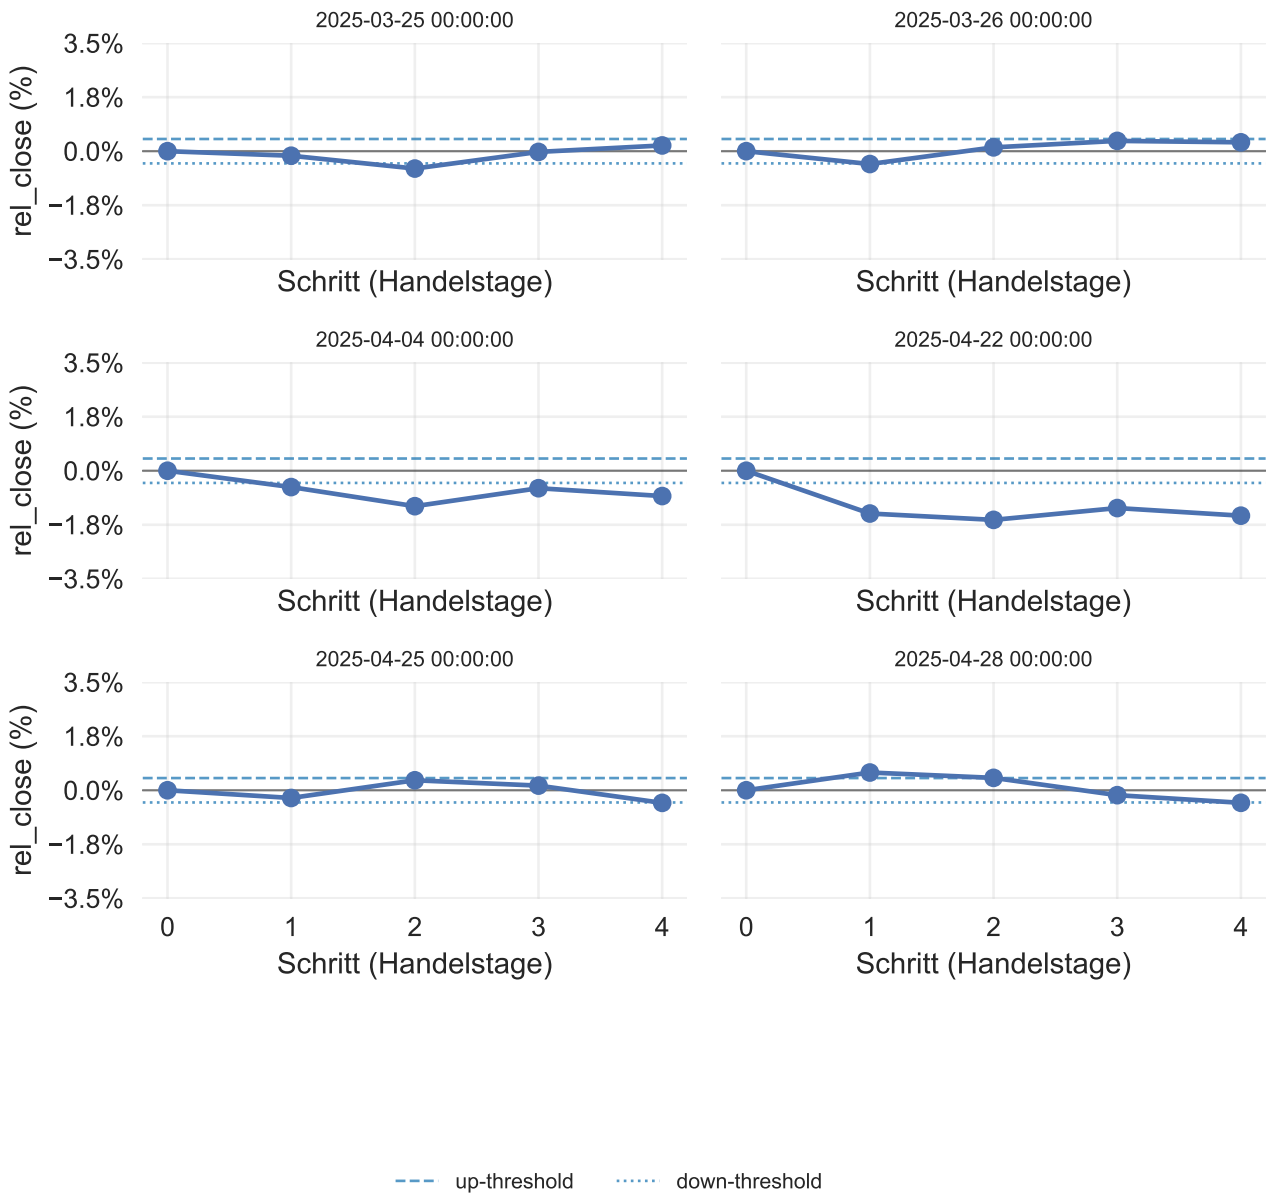 2025-03-25 00:00:00
2025-03-26 00:00:00
3.5%
1.8%
0.0%
−1.8%
−3.5%
rel_close (%)
Schritt (Handelstage)
Schritt (Handelstage)
2025-04-04 00:00:00
2025-04-22 00:00:00
3.5%
1.8%
0.0%
−1.8%
−3.5%
rel_close (%)
Schritt (Handelstage)
Schritt (Handelstage)
2025-04-25 00:00:00
2025-04-28 00:00:00
3.5%
1.8%
0.0%
−1.8%
−3.5%
rel_close (%)
0 1 2 3 4
0 1 2 3 4
Schritt (Handelstage)
Schritt (Handelstage)
up-threshold
down-threshold